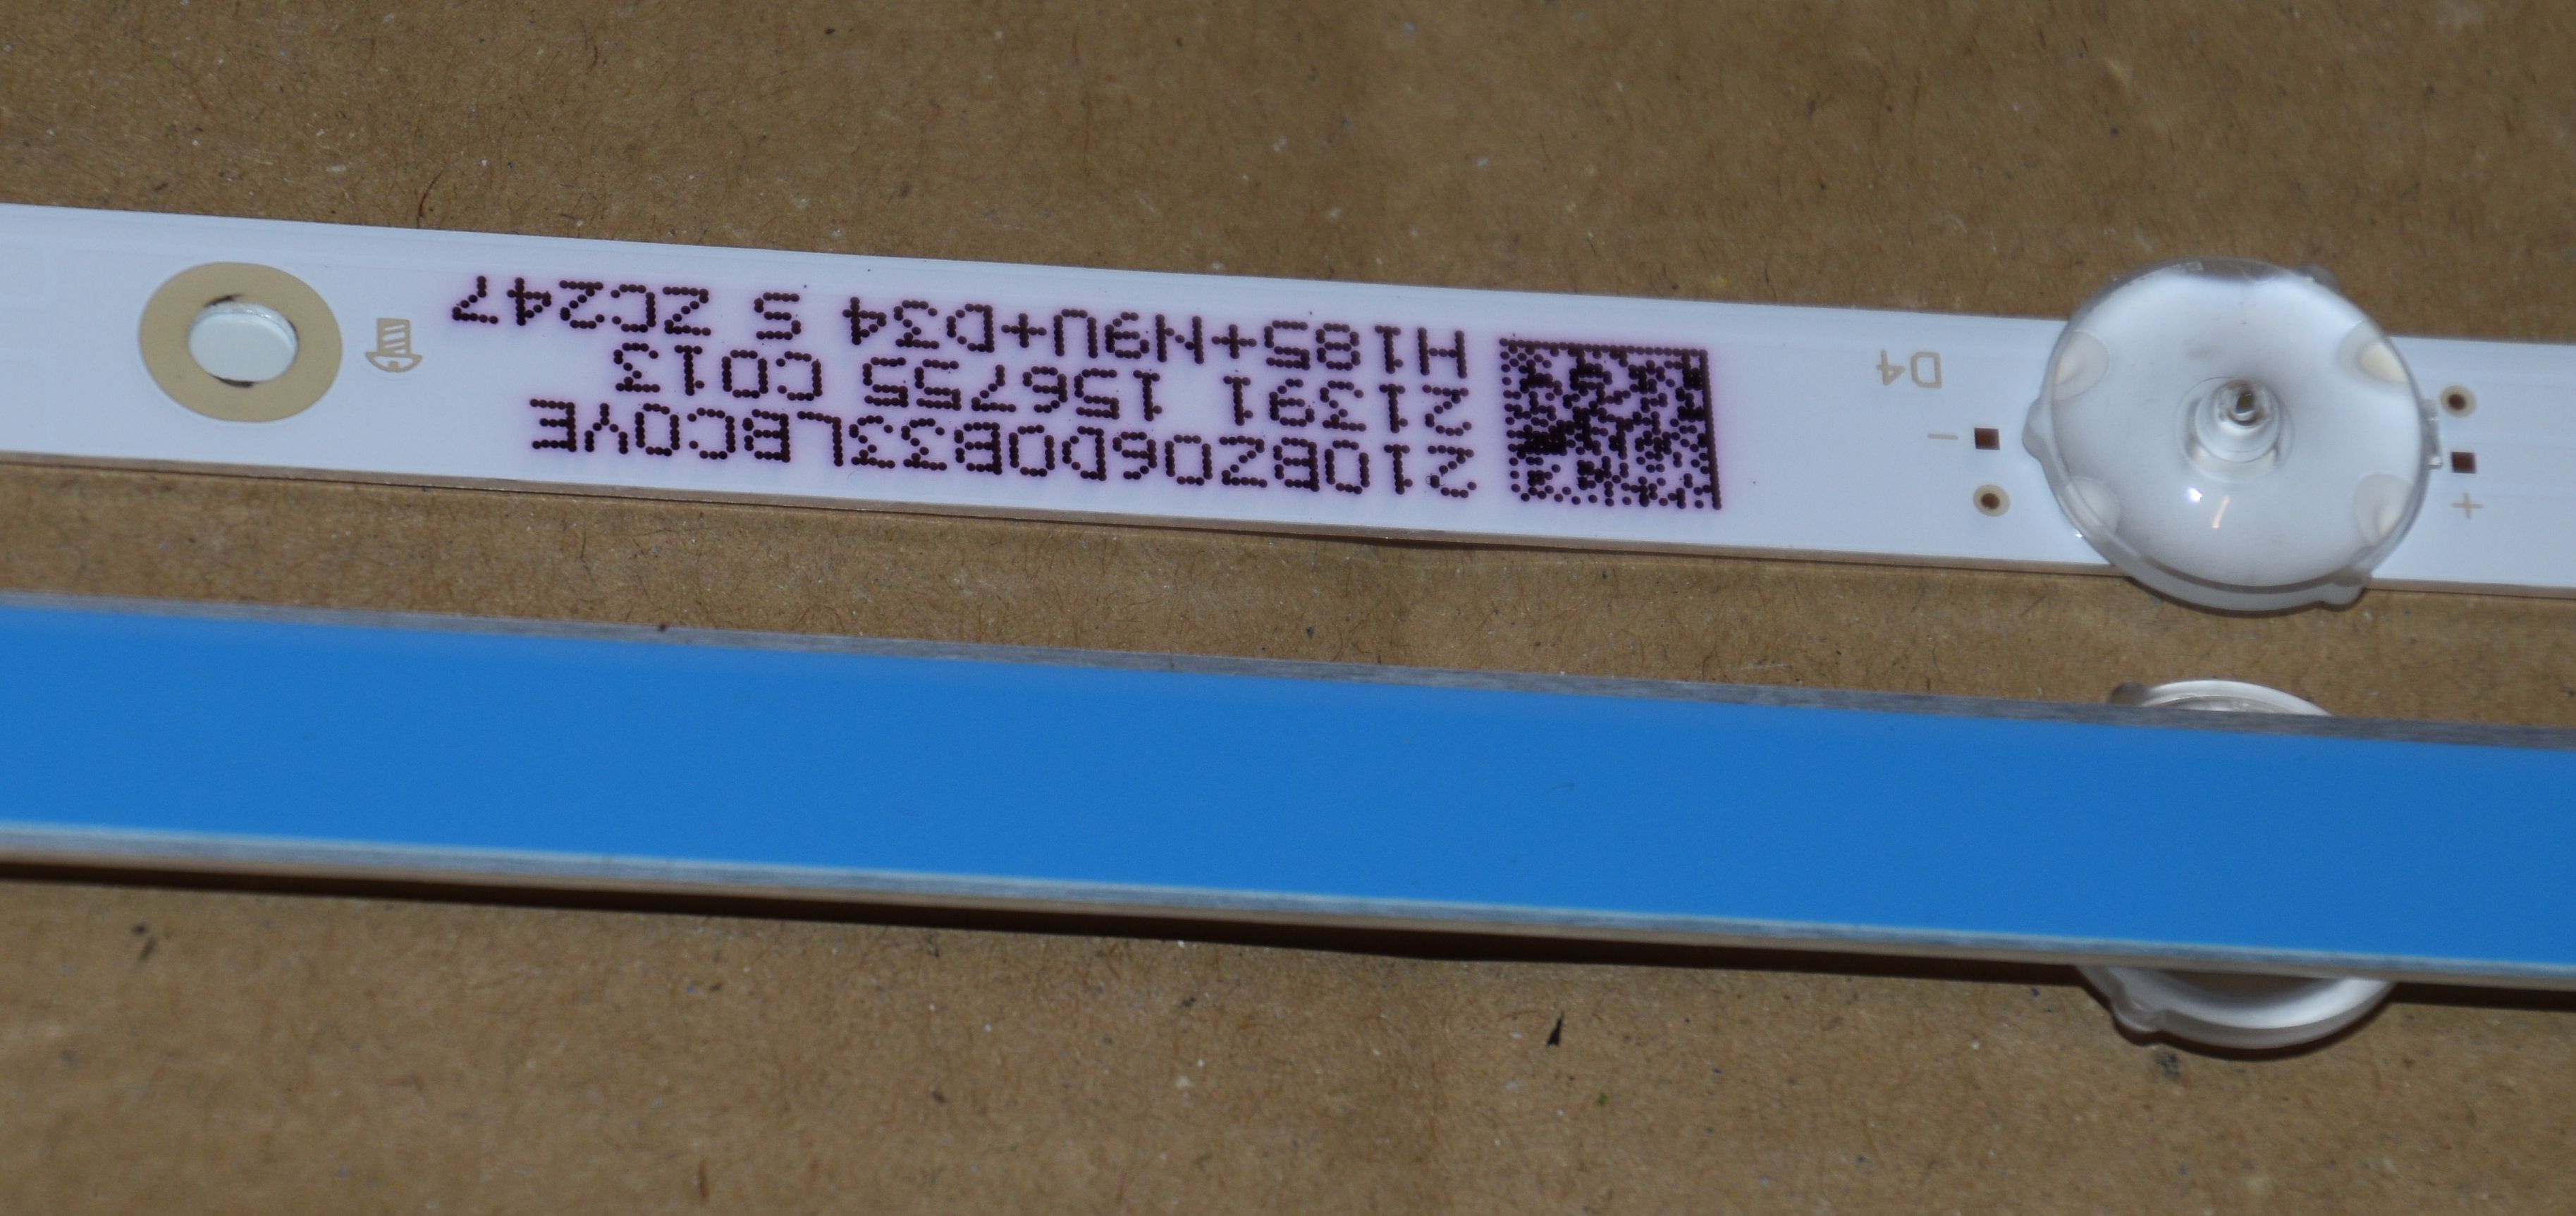 210BZ06D0B33LBC0VE
21391 156755 C013
H185+N9U+D34 S ZC247
D4
-
+